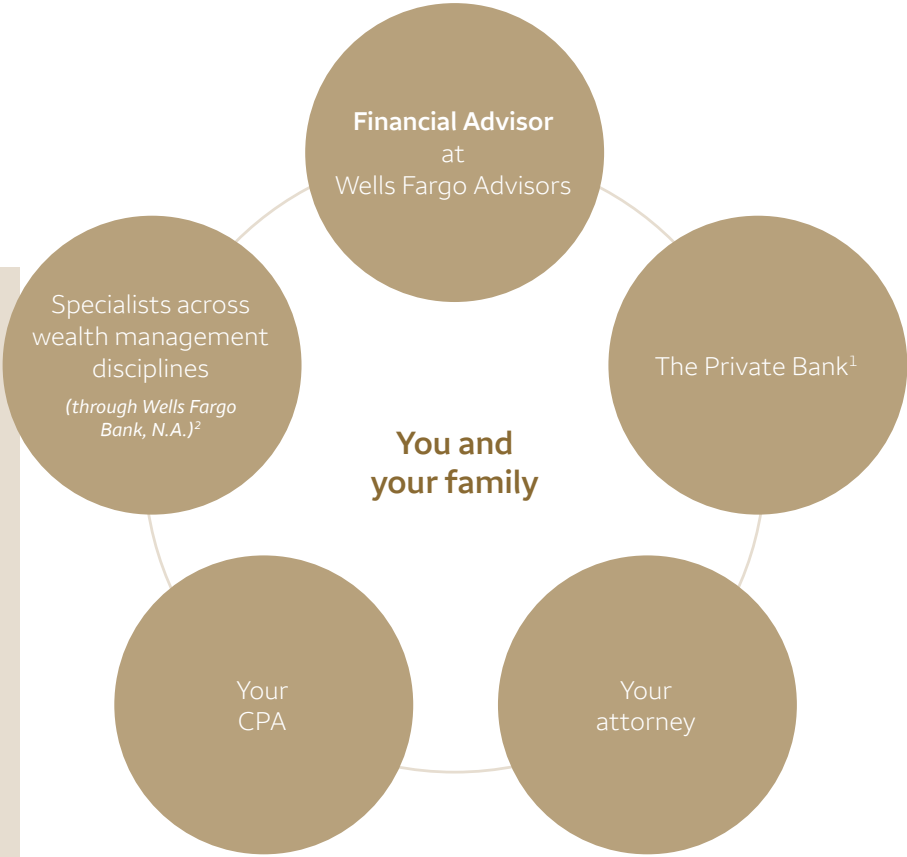 Financial Advisor
at
Wells Fargo Advisors
Specialists across
wealth management
disciplines
(through Wells Fargo
Bank, N.A.)²
The Private Bank¹
You and
your family
Your
CPA
Your
attorney